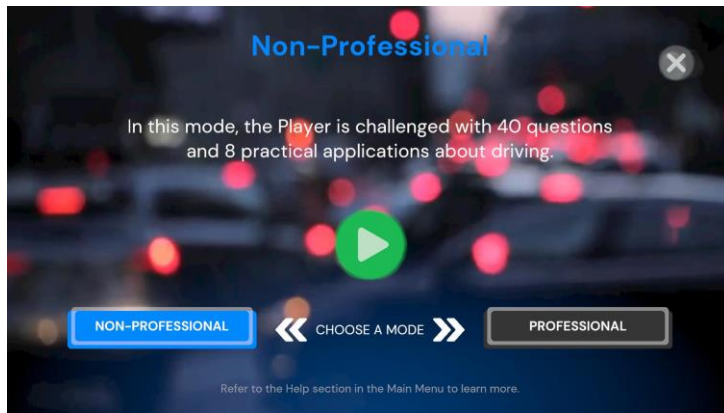 Non-Professional
In this mode, the Player is challenged with 40 questions
and 8 practical applications about driving.
NON-PROFESSIONAL
CHOOSE A MODE
PROFESSIONAL
Refer to the Help section in the Main Menu to learn more.